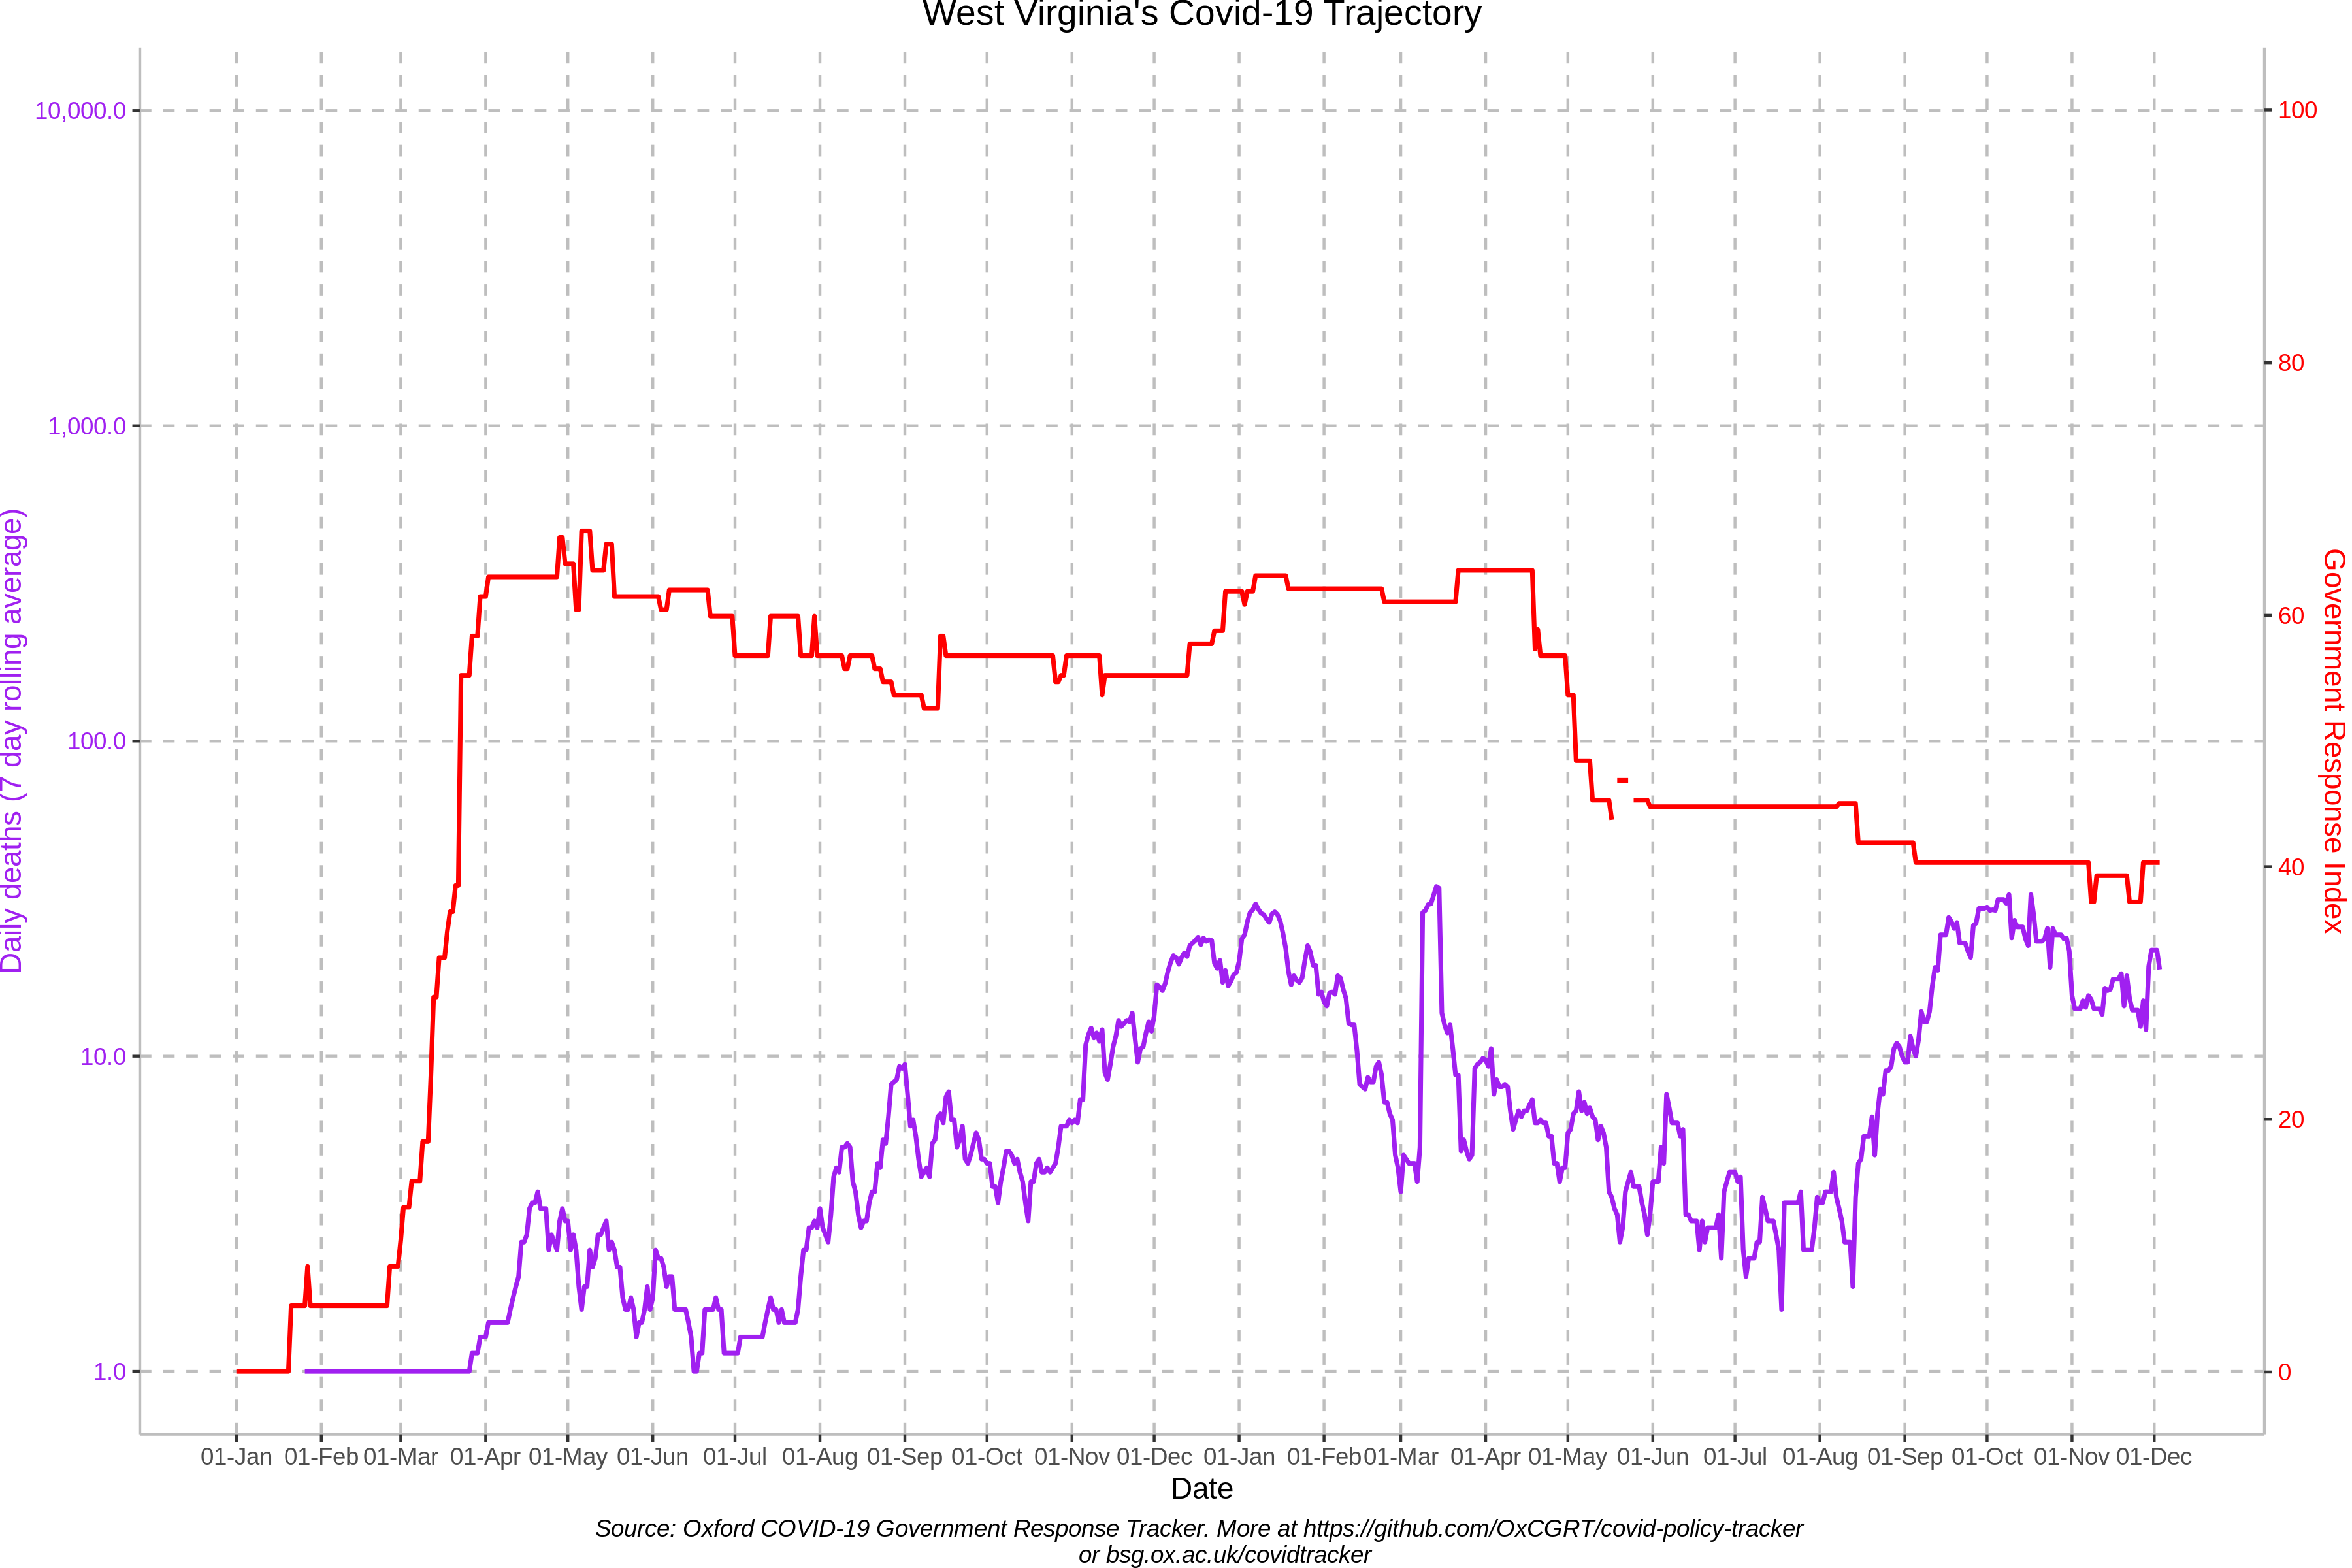 West Virginia's Covid-19 Trajectory
10,000.0
1,000.0
100.0
10.0
1.0
Daily deaths (7 day rolling average)
100
80
60
40
20
0
Government Response Index
01-Jan 01-Feb 01-Mar 01-Apr 01-May 01-Jun 01-Jul 01-Aug 01-Sep 01-Oct 01-Nov 01-Dec 01-Jan 01-Feb 01-Mar 01-Apr 01-May 01-Jun 01-Jul 01-Aug 01-Sep 01-Oct 01-Nov 01-Dec
Date
Source: Oxford COVID-19 Government Response Tracker. More at https://github.com/OxCGRT/covid-policy-tracker
or bsg.ox.ac.uk/covidtracker